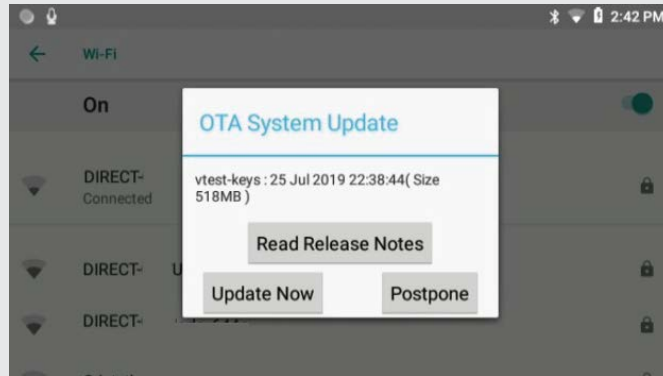 2:42 PM
Wi-Fi
On
OTA System Update
DIRECT-
Connected
vtest-keys : 25 Jul 2019 22:38:44( Size
518MB )
Read Release Notes
DIRECT- U
Update Now Postpone
DIRECT-